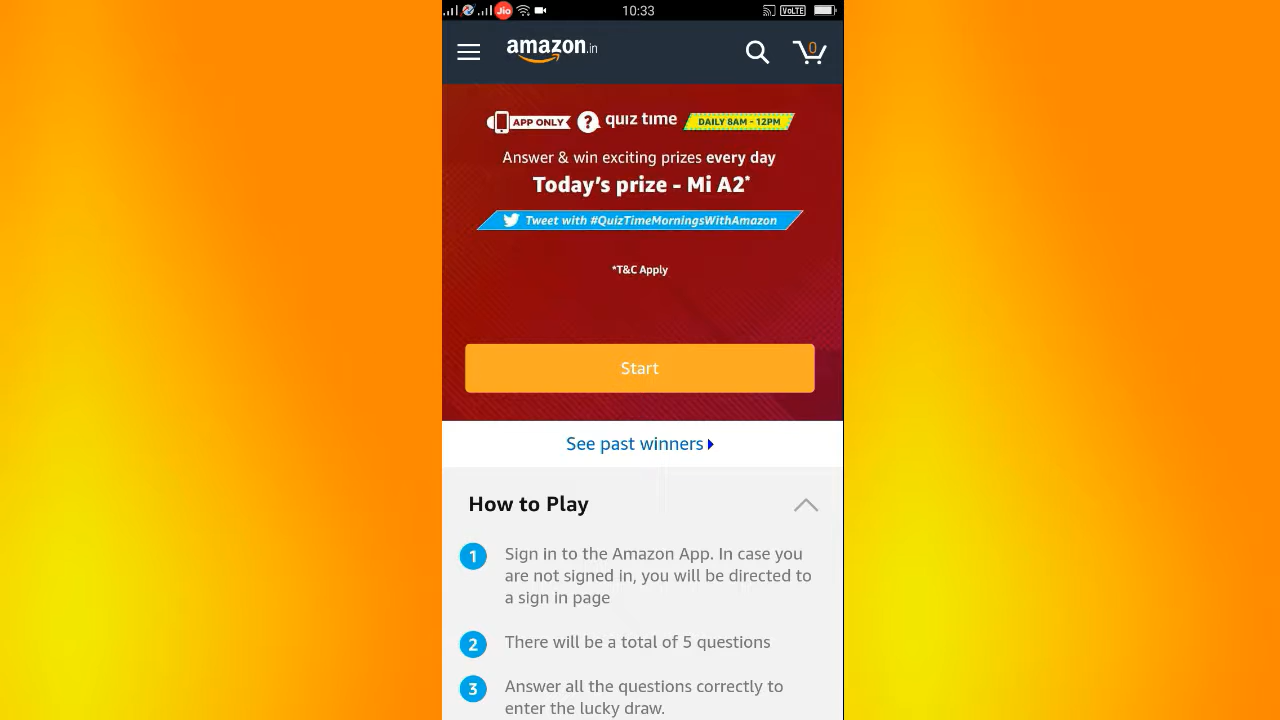 Jio
10:33
VoLTE
amazon.in
0
APP ONLY ? quiz time DAILY 8AM - 12PM
Answer & win exciting prizes every day
Today's prize - Mi A2*
Tweet with #QuizTimeMorningsWithAmazon
*T&C Apply
Start
See past winners
How to Play
1 Sign in to the Amazon App. In case you
are not signed in, you will be directed to
a sign in page
2 There will be a total of 5 questions
3 Answer all the questions correctly to
enter the lucky draw.